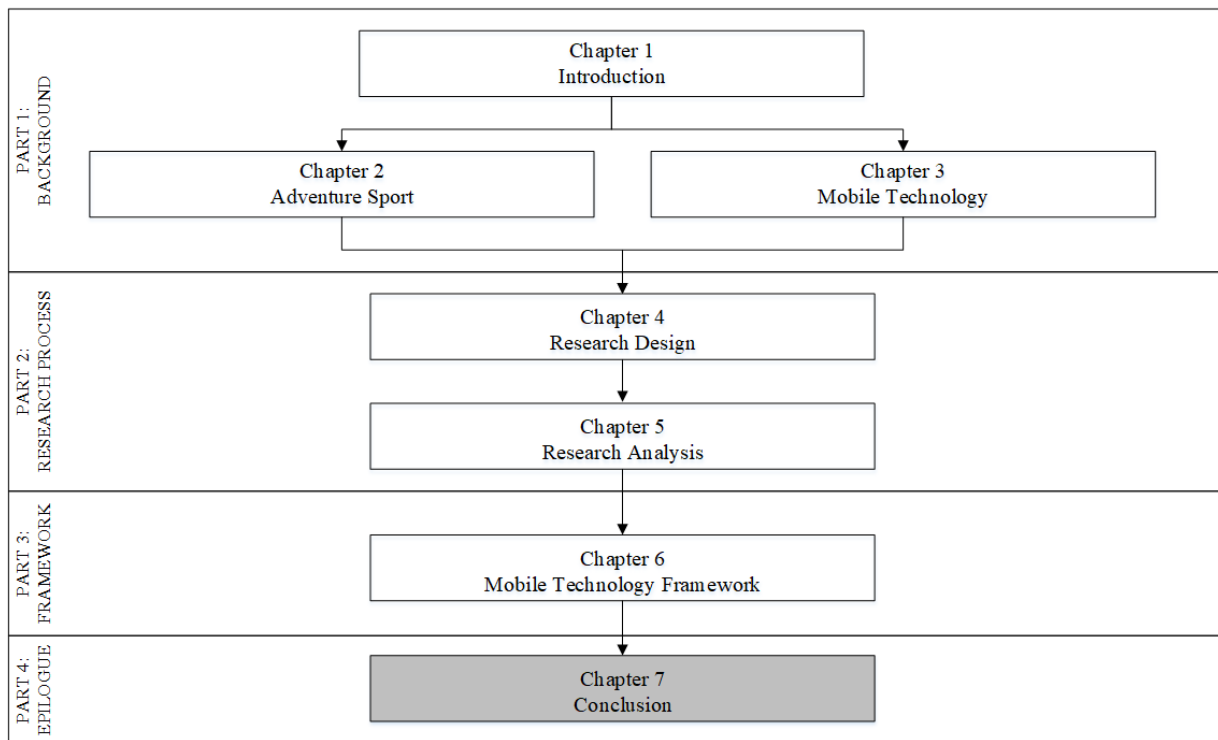 PART 1:
BACKGROUND
Chapter 1
Introduction
Chapter 2
Adventure Sport
Chapter 3
Mobile Technology
PART 2:
RESEARCH PROCESS
Chapter 4
Research Design
Chapter 5
Research Analysis
PART 3:
FRAMEWORK
Chapter 6
Mobile Technology Framework
PART 4:
EPILOGUE
Chapter 7
Conclusion